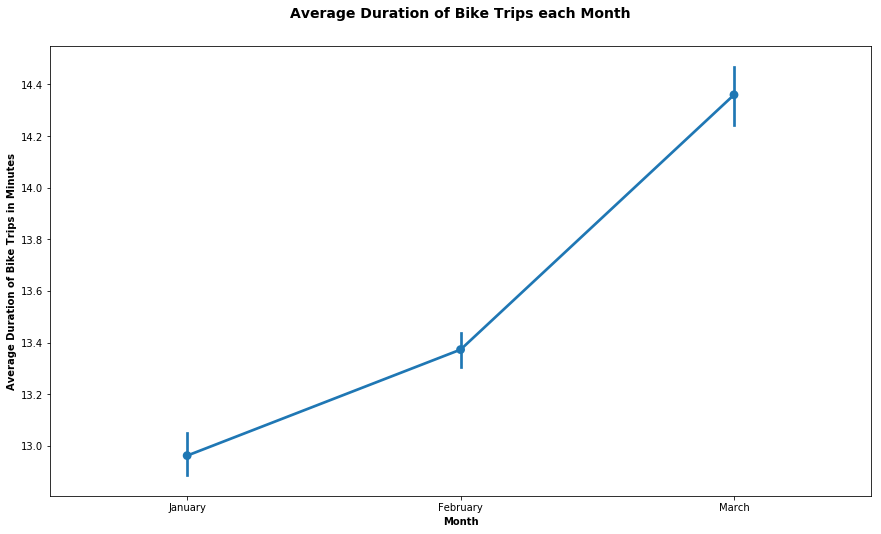 Average Duration of Bike Trips each Month
Average Duration of Bike Trips in Minutes
14.4
14.2
14.0
13.8
13.6
13.4
13.2
13.0
January February March
Month